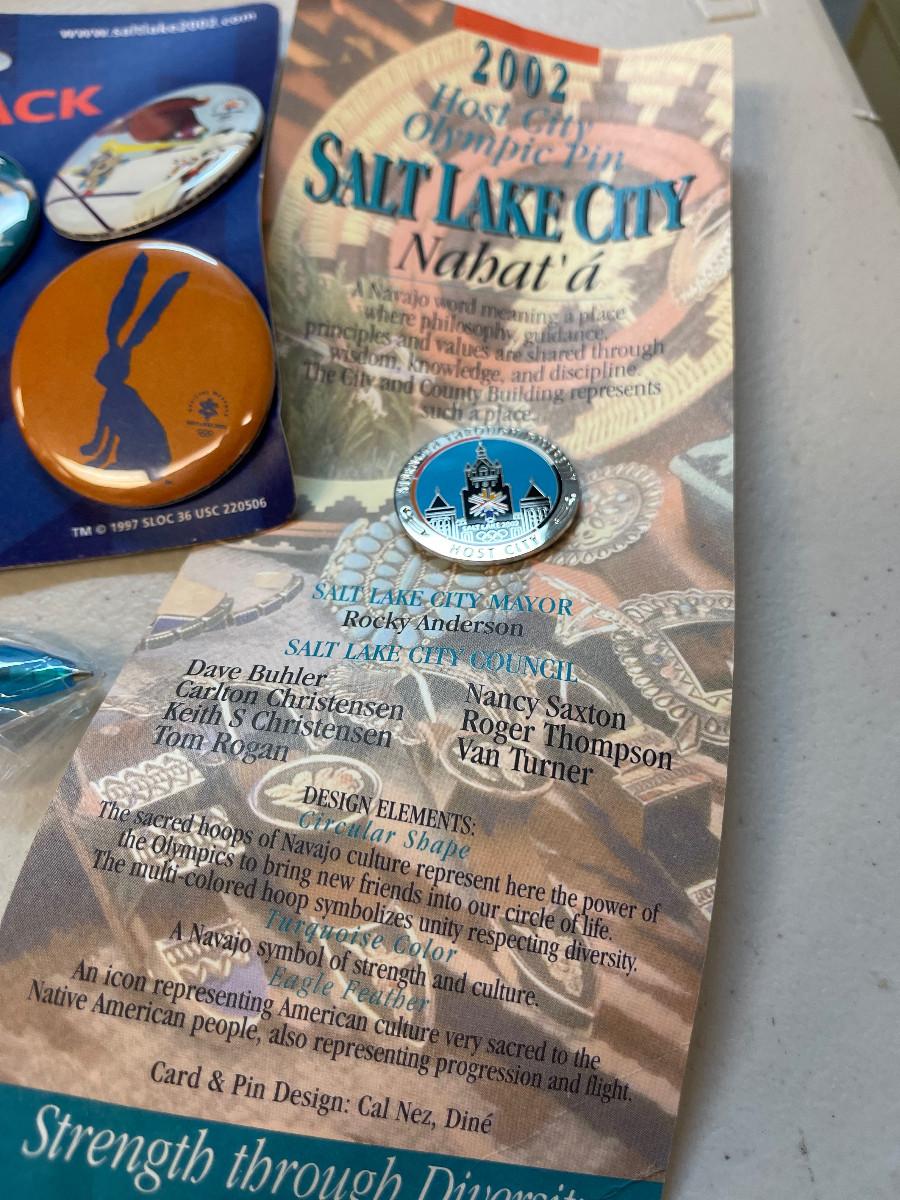 www.saltlake2002.com
ACK
TM © 1997 SLOC 36 USC 220506
2002
Host City
Olympic Pin
SALT LAKE CITY
Nahat'á
A Navajo word meaning a place
where philosophy, guidance,
principles and values are shared through
wisdom, knowledge, and discipline.
The City and County Building represents
such a place.
STRENGTH THROUGH
SALT LAKE 2002
HOST CITY
SALT LAKE CITY MAYOR
Rocky Anderson
SALT LAKE CITY COUNCIL
Dave Buhler
Carlton Christensen
Keith S Christensen
Tom Rogan
Nancy Saxton
Roger Thompson
Van Turner
DESIGN ELEMENTS:
Circular Shape
The sacred hoops of Navajo culture represent here the power of
the Olympics to bring new friends into our circle of life.
The multi-colored hoop symbolizes unity respecting diversity.
Turquoise Color
A Navajo symbol of strength and culture.
Eagle Feather
An icon representing American culture very sacred to the
Native American people, also representing progression and flight.
Card & Pin Design: Cal Nez, Diné
Strength through Diversit